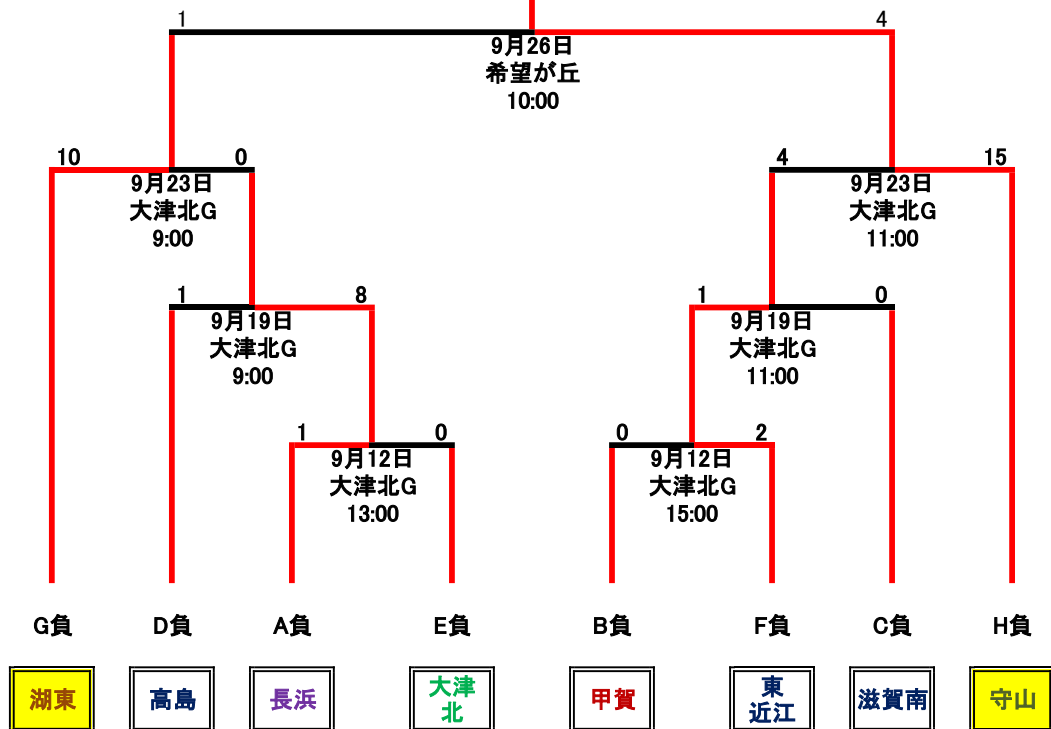 1 4
9月26日
希望が丘
10:00
10 0 4 15
9月23日 9月23日
大津北G 大津北G
9:00 11:00
1 8 1 0
9月19日 9月19日
大津北G 大津北G
9:00 11:00
1 0 0 2
9月12日 9月12日
大津北G 大津北G
13:00 15:00
G負 D負 A負 E負 B負 F負 C負 H負
湖東 高島 長浜 大津北 甲賀 東近江 滋賀南 守山